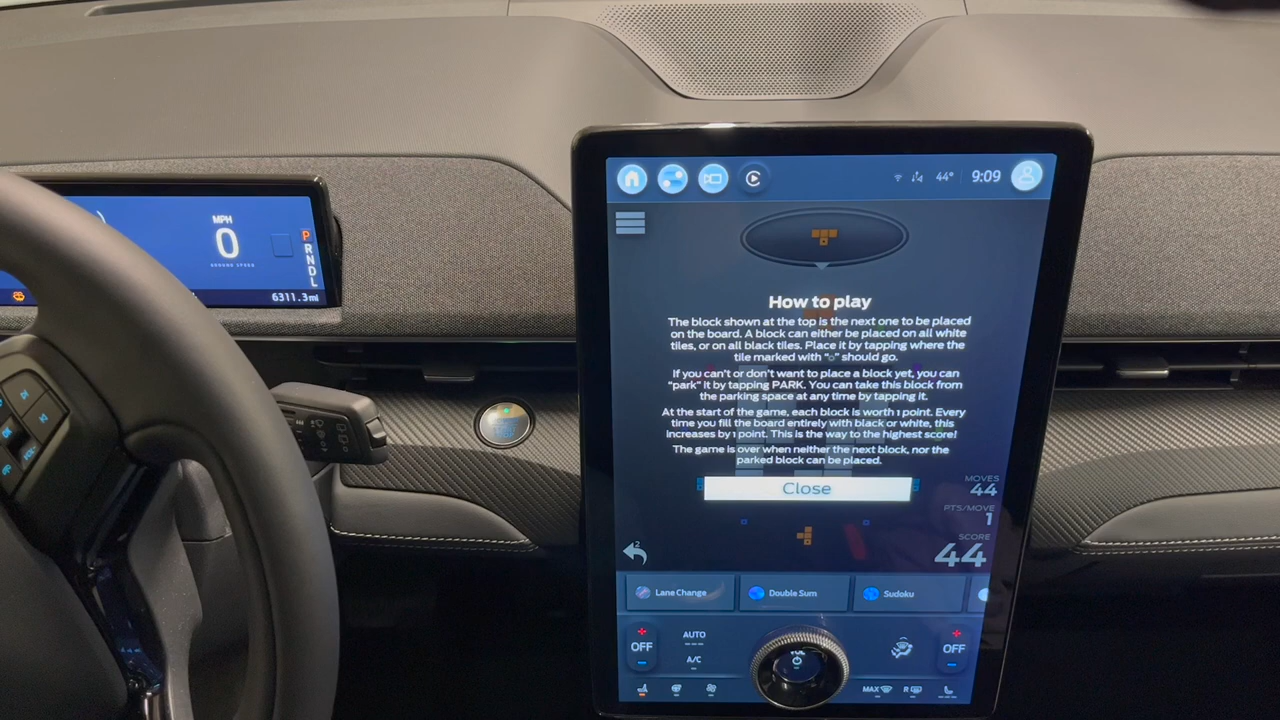 MPH
0
P
R
N
D
L
6311.3mi
44°
9:09
How to play
The block shown at the top is the next one to be placed
on the board. A block can either be placed on all white
tiles, or on all black tiles. Place it by tapping where the
tile marked with "o" should go.
If you can't or don't want to place a block yet, you can
"park" it by tapping PARK. You can take this block from
the parking space at any time by tapping it.
At the start of the game, each block is worth 1 point. Every
time you fill the board entirely with black or white, this
increases by 1 point. This is the way to the highest score!
The game is over when neither the next block, nor the
parked block can be placed.
Close
MOVES
44
PTS/MOVE
1
SCORE
44
2
Lane Change
Double Sum
Sudoku
OFF
AUTO
A/C
VOL
OFF
MAX
R